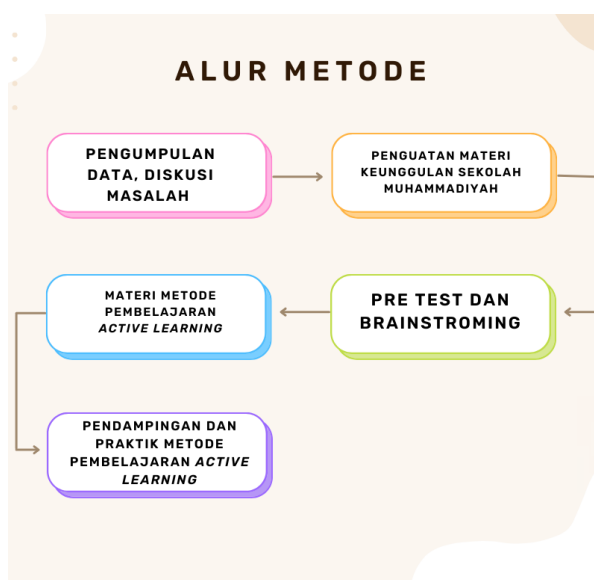 ALUR METODE
PENGUMPULAN
DATA, DISKUSI
MASALAH
PENGUATAN MATERI
KEUNGGULAN SEKOLAH
MUHAMMADIYAH
PRE TEST DAN
BRAINSTROMING
MATERI METODE
PEMBELAJARAN
ACTIVE LEARNING
PENDAMPINGAN DAN
PRAKTIK METODE
PEMBELAJARAN ACTIVE
LEARNING